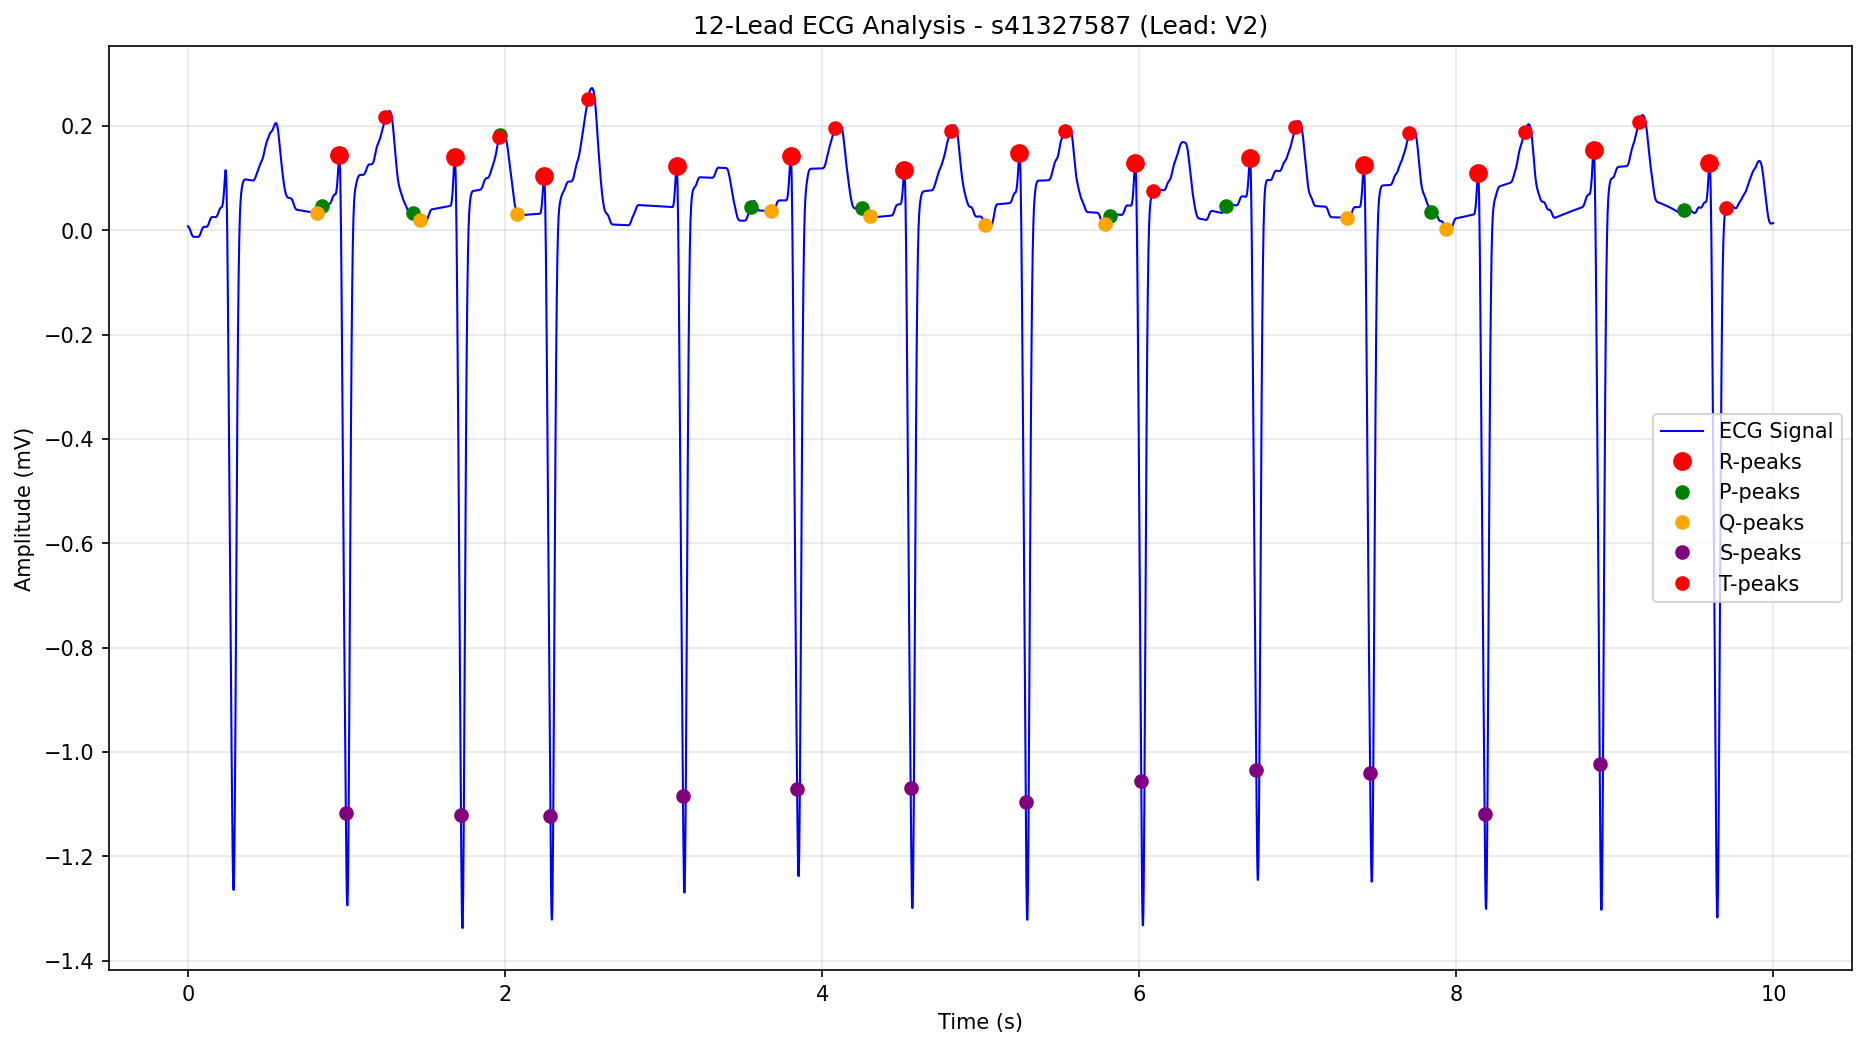 12-Lead ECG Analysis - s41327587 (Lead: V2)
0.2
0.0
−0.2
−0.4
−0.6
−0.8
−1.0
−1.2
−1.4
Amplitude (mV)
ECG Signal
R-peaks
P-peaks
Q-peaks
S-peaks
T-peaks
0 2 4 6 8 10
Time (s)